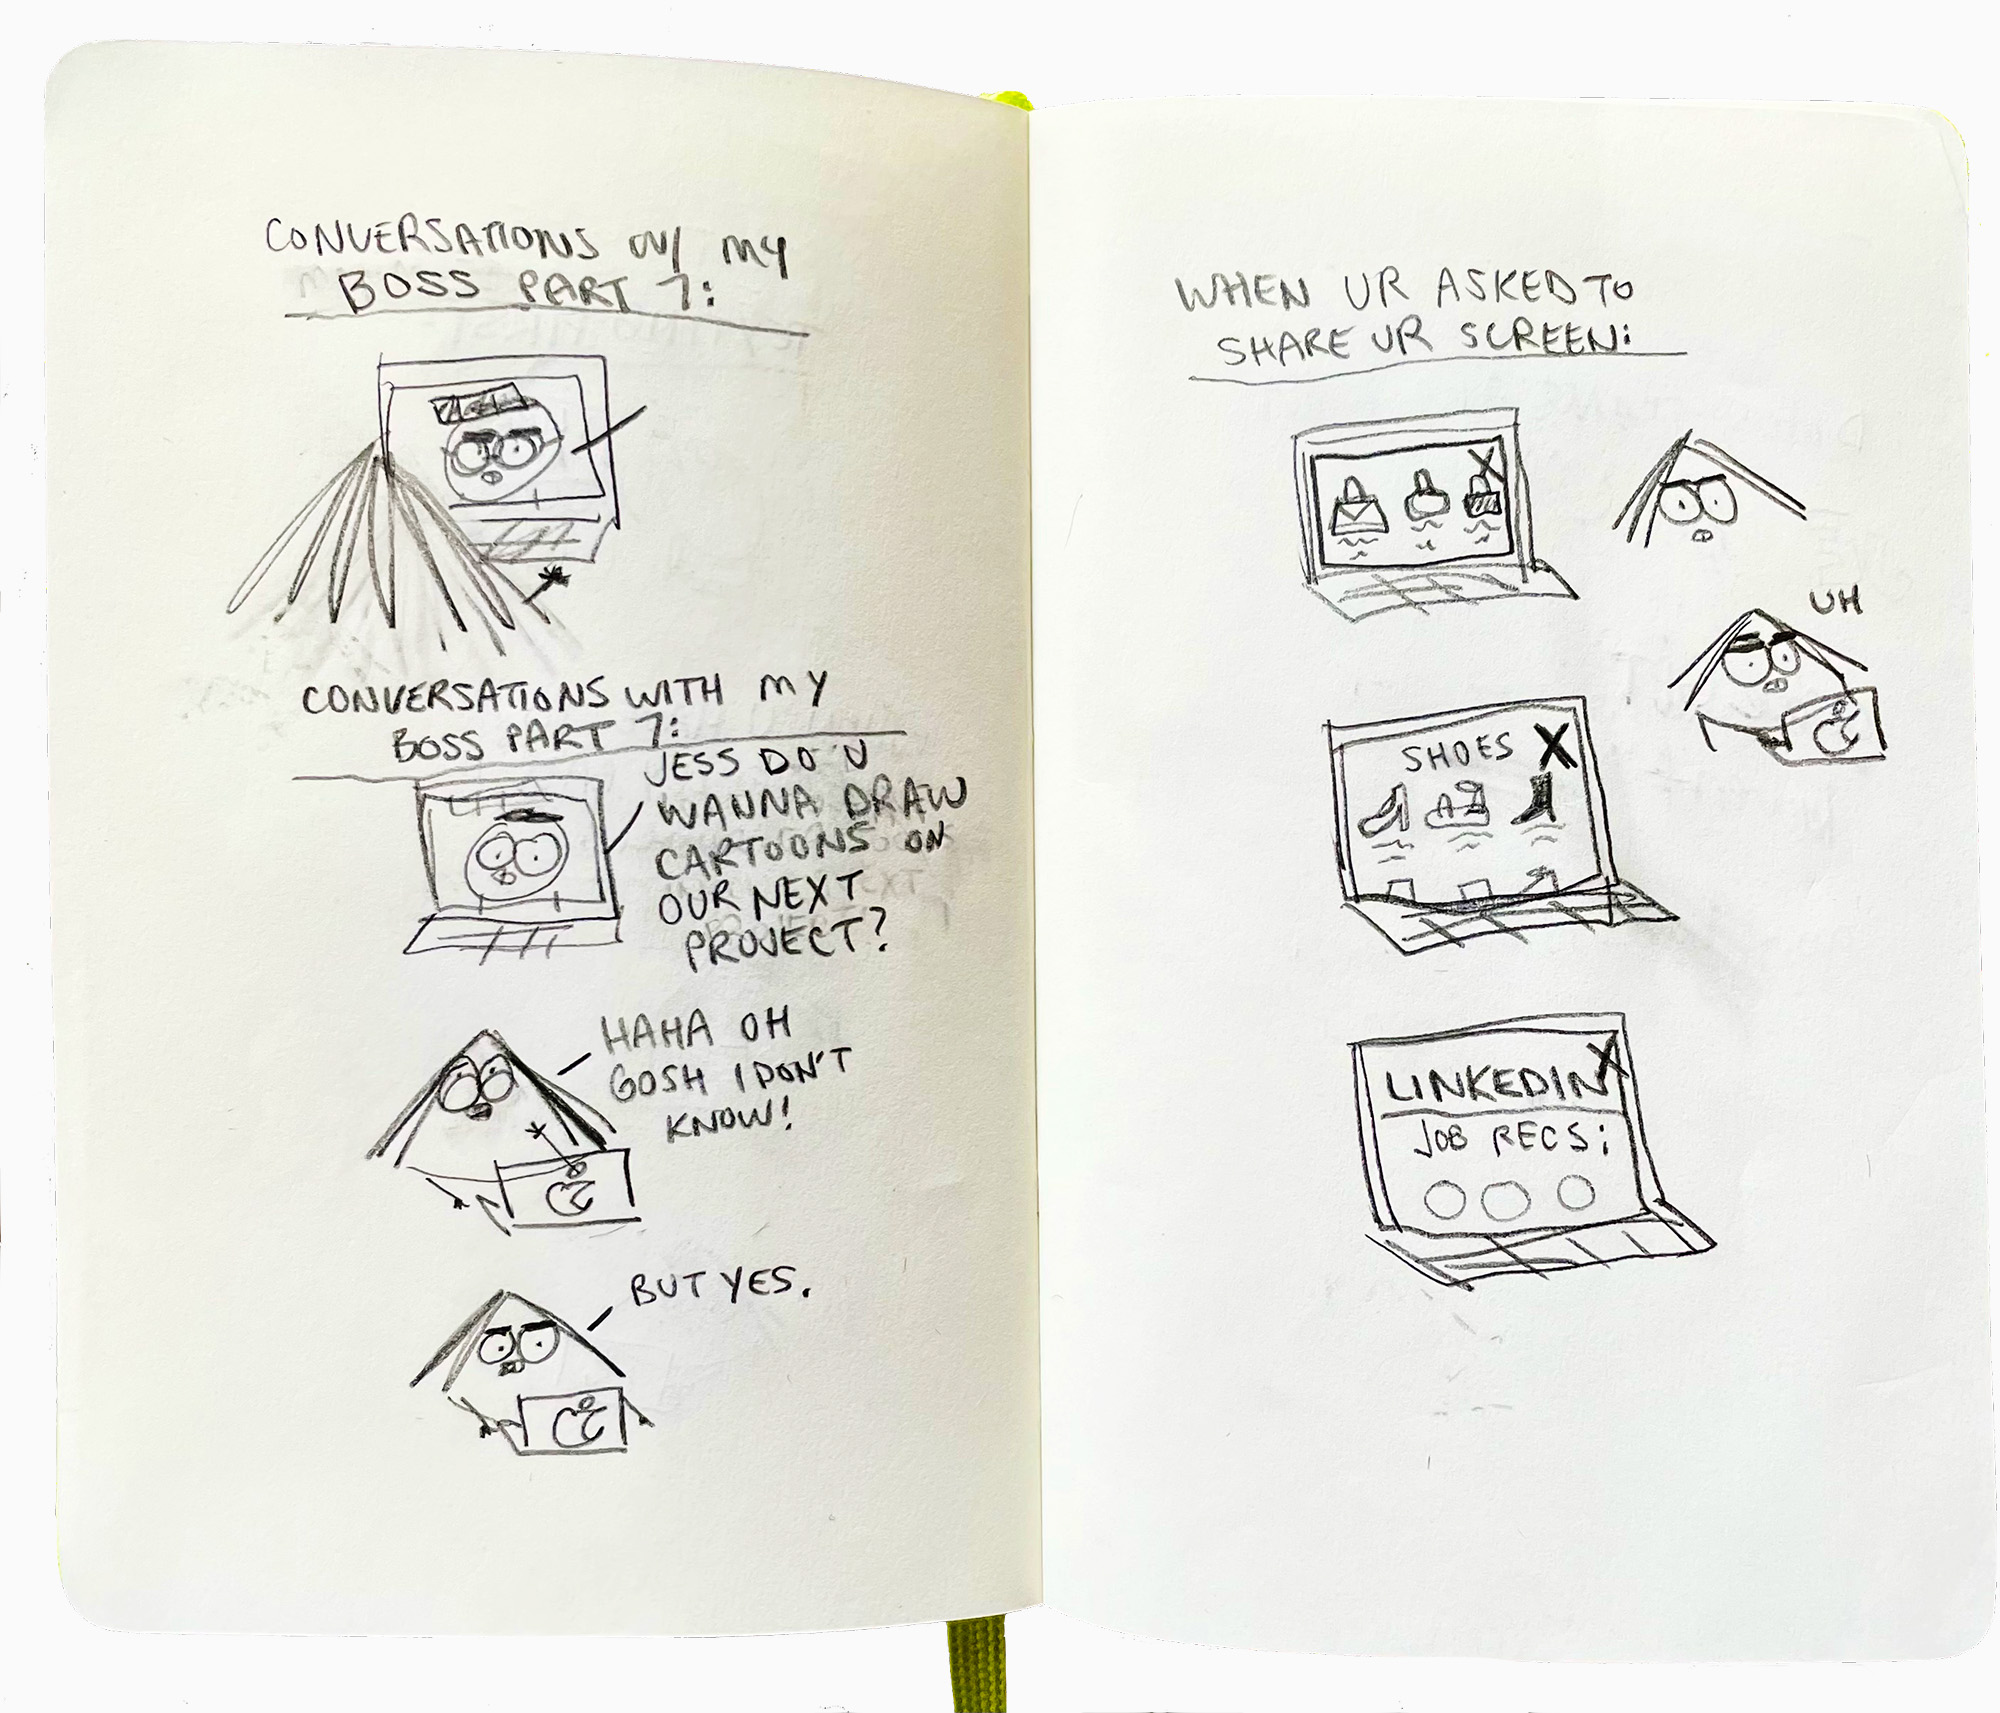 CONVERSATIONS W/ MY
BOSS PART 7:
CONVERSATIONS WITH MY
BOSS PART 7:
JESS DO U
WANNA DRAW
CARTOONS ON
OUR NEXT
PROJECT?
HAHA OH
GOSH I DON'T
KNOW!
BUT YES.
WHEN UR ASKED TO
SHARE UR SCREEN:
UH
SHOES X
LINKEDIN X
JOB RECS: